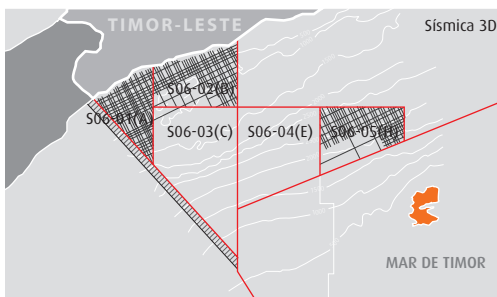 TIMOR-LESTE
Sísmica 3D
S06-02(B)
S06-01(A)
S06-03(C)
S06-04(E)
S06-05(H)
MAR DE TIMOR